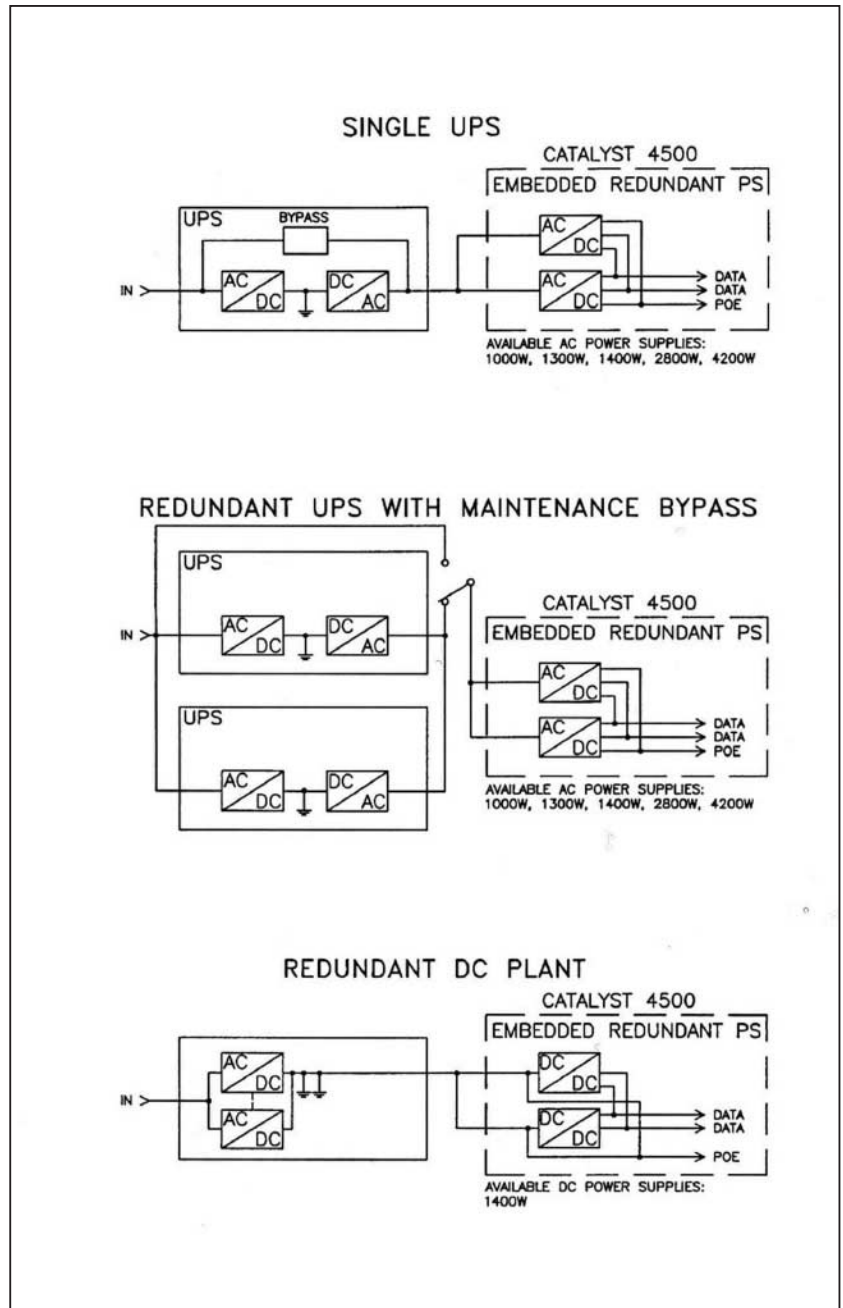 SINGLE UPS
CATALYST 4500
EMBEDDED REDUNDANT PS
UPS
BYPASS
AC
DC
IN
AC
DC
DC
AC
AC
DC
DATA
DATA
POE
AVAILABLE AC POWER SUPPLIES:
1000W, 1300W, 1400W, 2800W, 4200W
REDUNDANT UPS WITH MAINTENANCE BYPASS
UPS
CATALYST 4500
IN
AC
DC
DC
AC
EMBEDDED REDUNDANT PS
AC
DC
UPS
AC
DC
DATA
DATA
POE
AC
DC
DC
AC
AVAILABLE AC POWER SUPPLIES:
1000W, 1300W, 1400W, 2800W, 4200W
REDUNDANT DC PLANT
CATALYST 4500
EMBEDDED REDUNDANT PS
AC
DC
DC
DC
IN
AC
DC
DC
DC
DATA
DATA
POE
AVAILABLE DC POWER SUPPLIES:
1400W